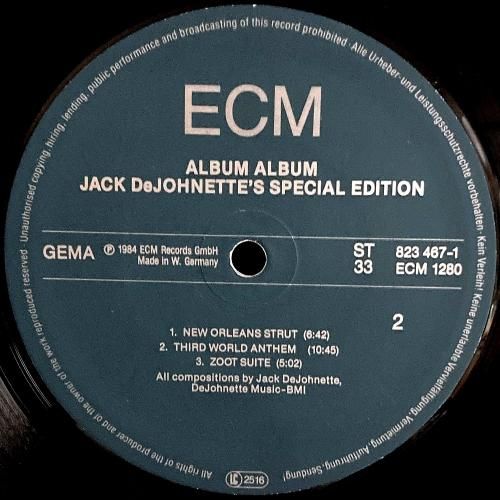 ECM
ALBUM ALBUM
JACK DeJOHNETTE'S SPECIAL EDITION
GEMA
Ⓟ 1984 ECM Records GmbH
Made in W. Germany
ST
33
823 467-1
ECM 1280
2
1. NEW ORLEANS STRUT (6:42)
2. THIRD WORLD ANTHEM (10:45)
3. ZOOT SUITE (5:02)
All compositions by Jack DeJohnette,
DeJohnette Music-BMI
All rights of the producer and of the owner of the work reproduced reserved · Unauthorised copying, hiring, lending, public performance and broadcasting of this record prohibited · Alle Urheber- und Leistungsschutzrechte vorbehalten · Kein Verleih! Keine unerlaubte Vervielfältigung, Vermietung, Aufführung, Sendung!
LC 2516